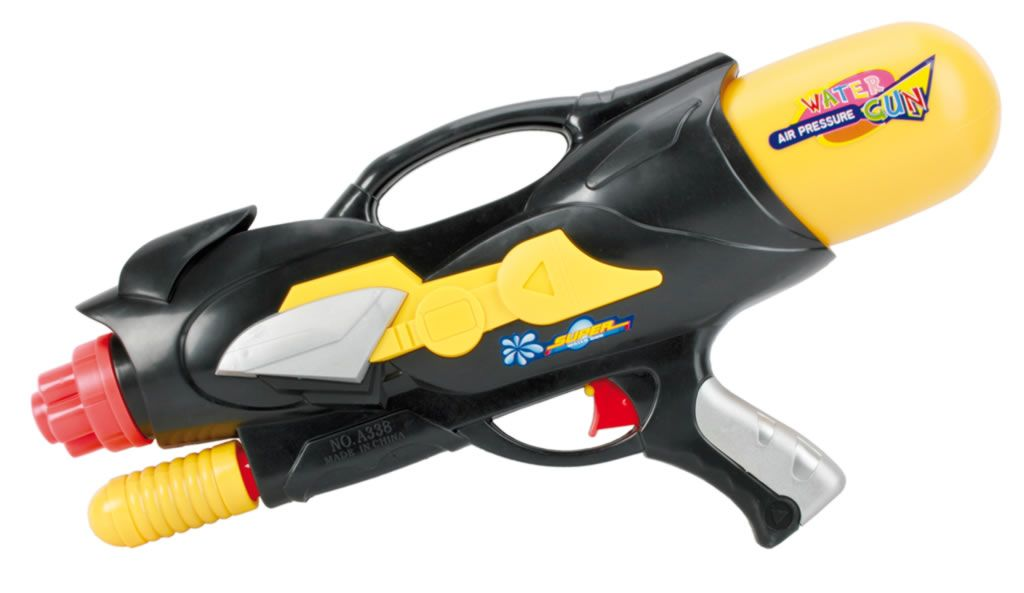 WATER
GUN
AIR PRESSURE
SUPER
NO. A338
MADE IN CHINA